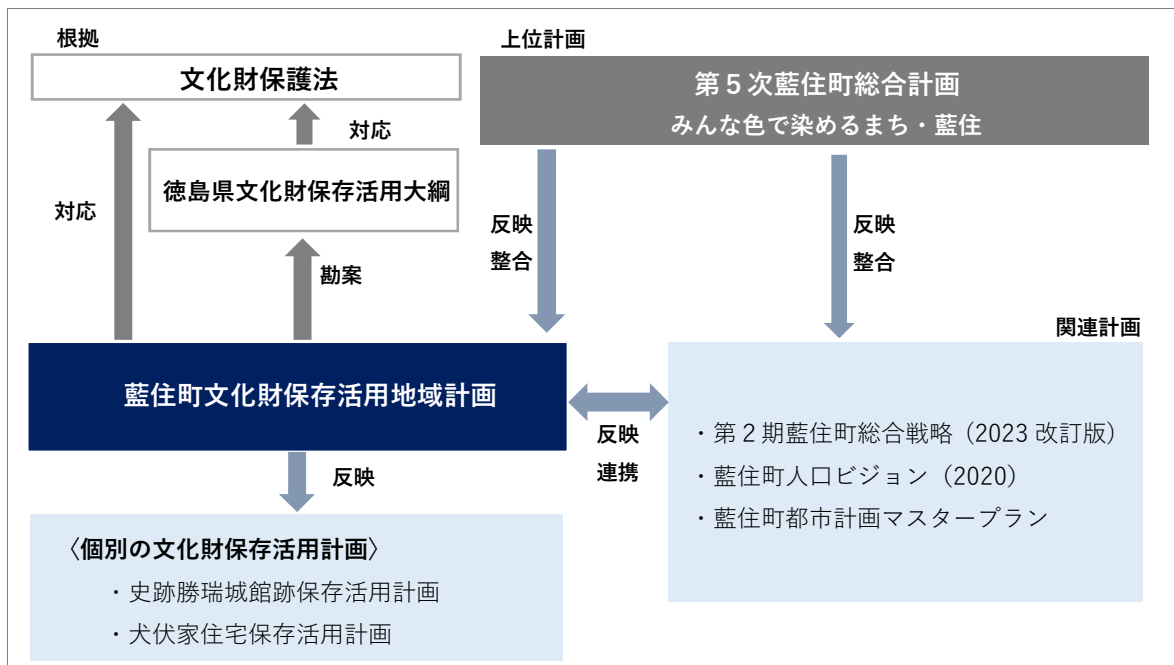 根拠
文化財保護法
対応
徳島県文化財保存活用大綱
対応
勘案
上位計画
第5次藍住町総合計画
みんな色で染めるまち・藍住
反映
整合
反映
整合
藍住町文化財保存活用地域計画
反映
連携
関連計画
・第2期藍住町総合戦略（2023 改訂版）
・藍住町人口ビジョン（2020）
・藍住町都市計画マスタープラン
反映
〈個別の文化財保存活用計画〉
・史跡勝瑞城館跡保存活用計画
・犬伏家住宅保存活用計画